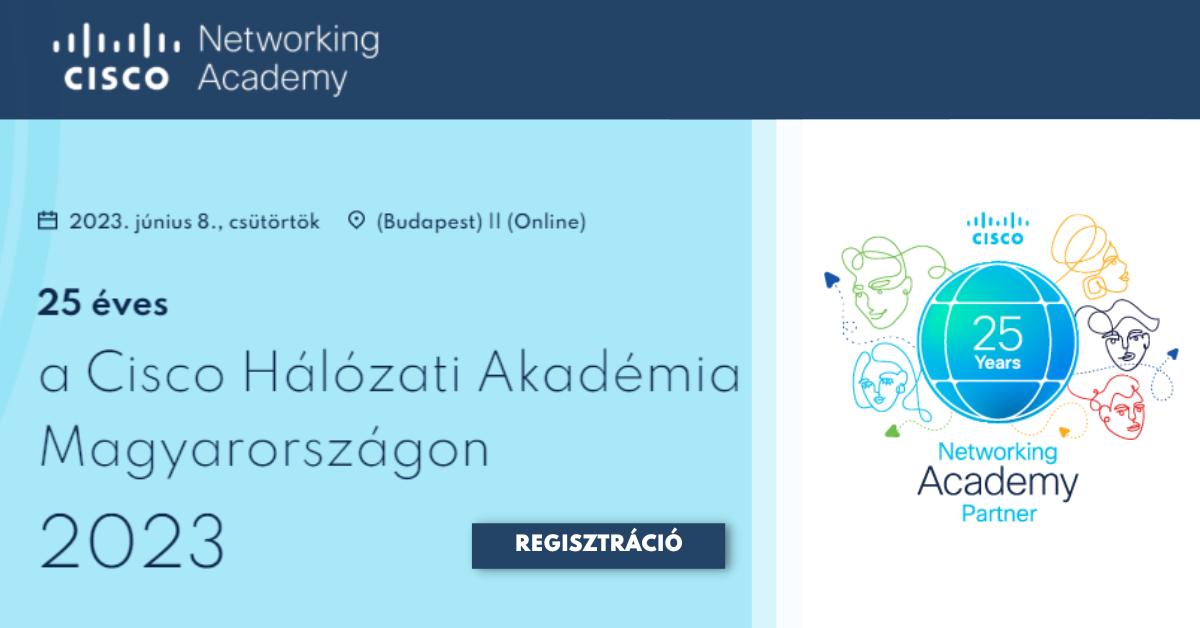 CISCO
Networking
Academy
2023. június 8., csütörtök (Budapest) || (Online)
25 éves
a Cisco Hálózati Akadémia
Magyarországon
2023
REGISZTRÁCIÓ
CISCO
25
Years
Networking
Academy
Partner